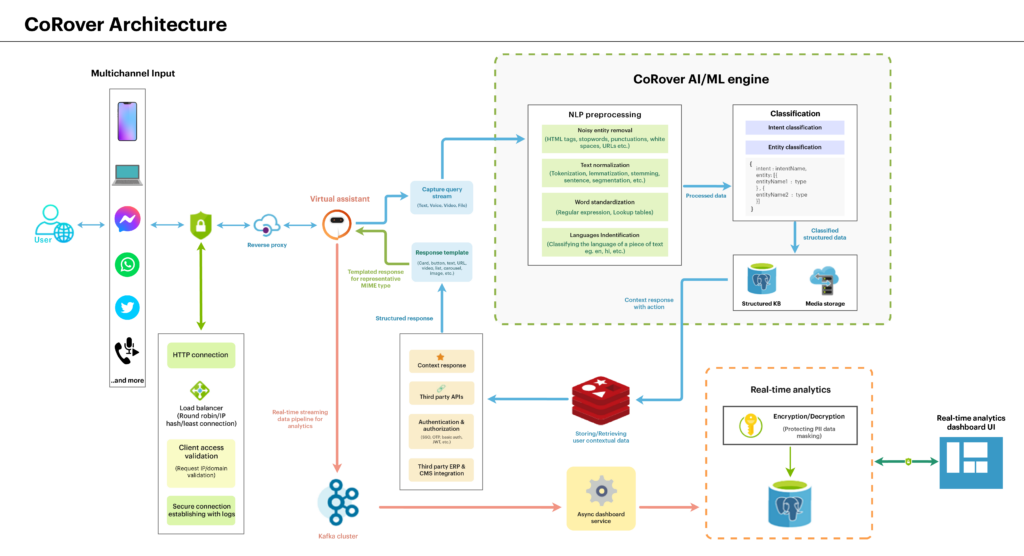 CoRover Architecture
Multichannel Input
User
..and more
HTTP connection
Load balancer
(Round robin/IP
hash/least connection)
Client access
validation
(Request IP/domain
validation)
Secure connection
establishing with logs
Reverse proxy
Virtual assistant
Capture query
stream
(Text, Voice, Video, File)
Response template
(Card, button, text, URL,
video, list, carousel,
image, etc.)
Templated response
for representative
MIME type
Structured response
Context response
Third party APIs
Authentication &
authorization
(SSO, OTP, basic auth,
JWT, etc.)
Third party ERP &
CMS integration
Real-time streaming
data pipeline for
analytics
Kafka cluster
CoRover AI/ML engine
NLP preprocessing
Noisy entity removal
(HTML tags, stopwords, punctuations, white
spaces, URLs etc.)
Text normalization
(Tokenization, lemmatization, stemming,
sentence, segmentation, etc.)
Word standardization
(Regular expression, Lookup tables)
Languages Indentification
(Classifying the language of a piece of text
eg. en, hi, etc.)
Processed data
Classification
Intent classification
Entity classification
{
intent : intentName,
entity:[{
entityName1 : type
} , {
entityName2 : type
}]
}
Classified
structured data
Structured KB
Media storage
Context response
with action
Storing/Retrieving
user contextual data
Async dashboard
service
Real-time analytics
Encryption/Decryption
(Protecting PII data
masking)
Real-time analytics
dashboard UI